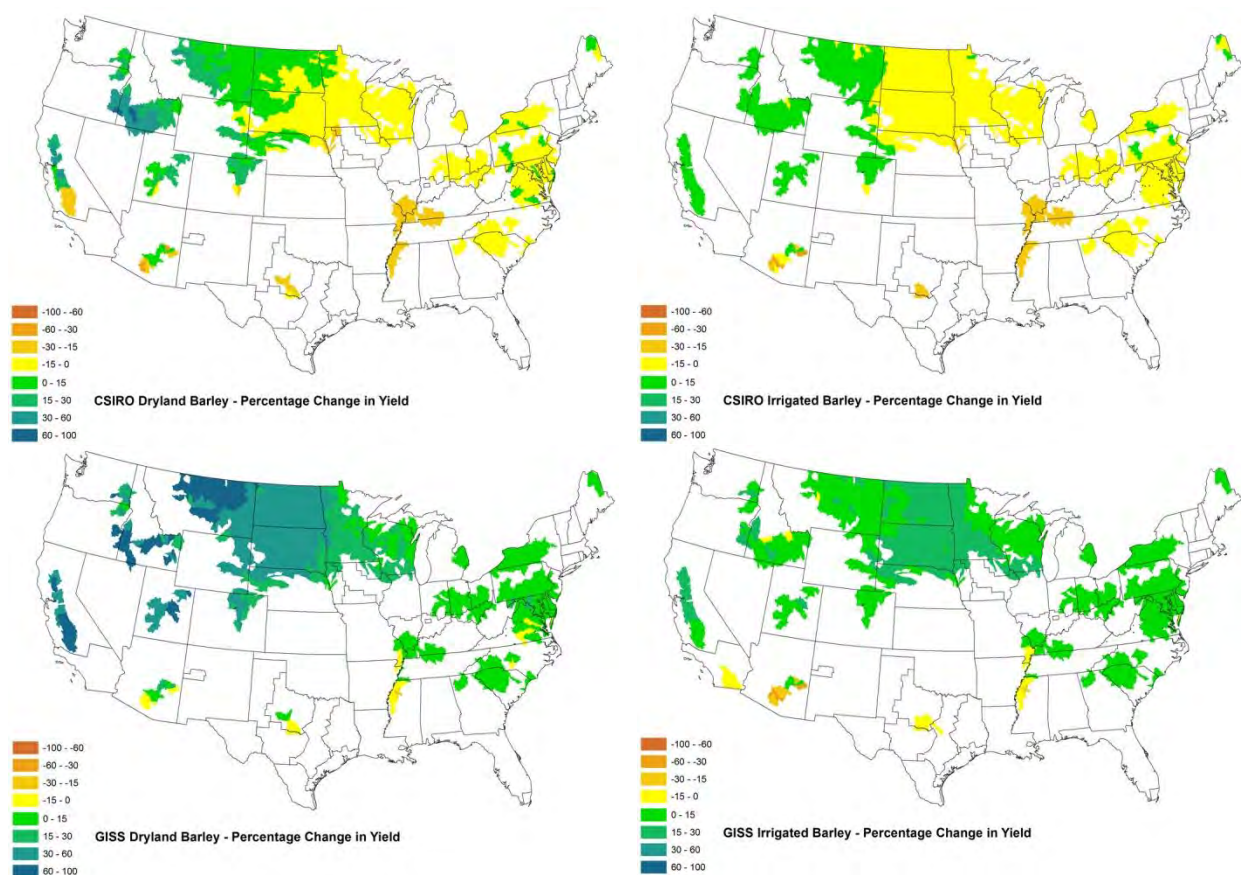 -100 - -60
-60 - -30
-30 - -15
-15 - 0
0 - 15
15 - 30
30 - 60
60 - 100
CSIRO Dryland Barley - Percentage Change in Yield
-100 - -60
-60 - -30
-30 - -15
-15 - 0
0 - 15
15 - 30
30 - 60
60 - 100
CSIRO Irrigated Barley - Percentage Change in Yield
-100 - -60
-60 - -30
-30 - -15
-15 - 0
0 - 15
15 - 30
30 - 60
60 - 100
GISS Dryland Barley - Percentage Change in Yield
-100 - -60
-60 - -30
-30 - -15
-15 - 0
0 - 15
15 - 30
30 - 60
60 - 100
GISS Irrigated Barley - Percentage Change in Yield